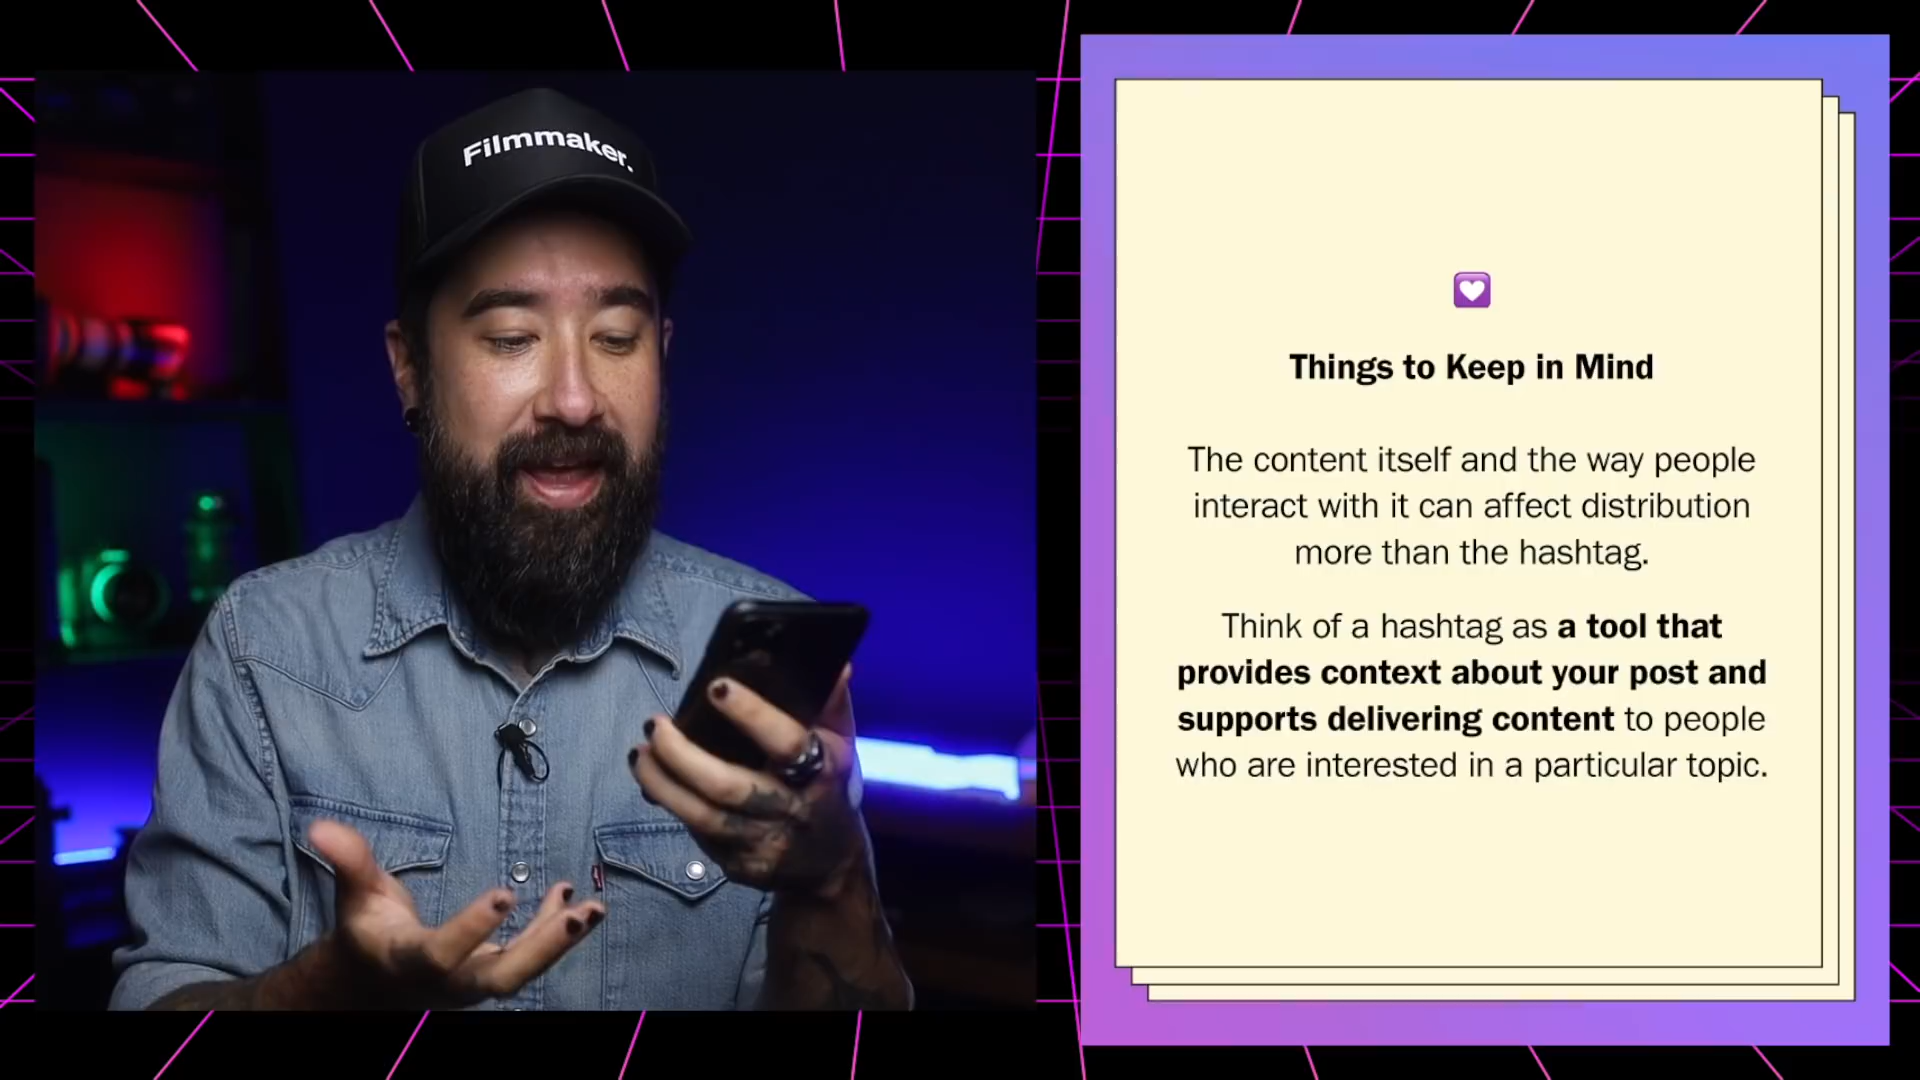 Filmmaker.
💟
Things to Keep in Mind
The content itself and the way people
interact with it can affect distribution
more than the hashtag.
Think of a hashtag as a tool that
provides context about your post and
supports delivering content to people
who are interested in a particular topic.